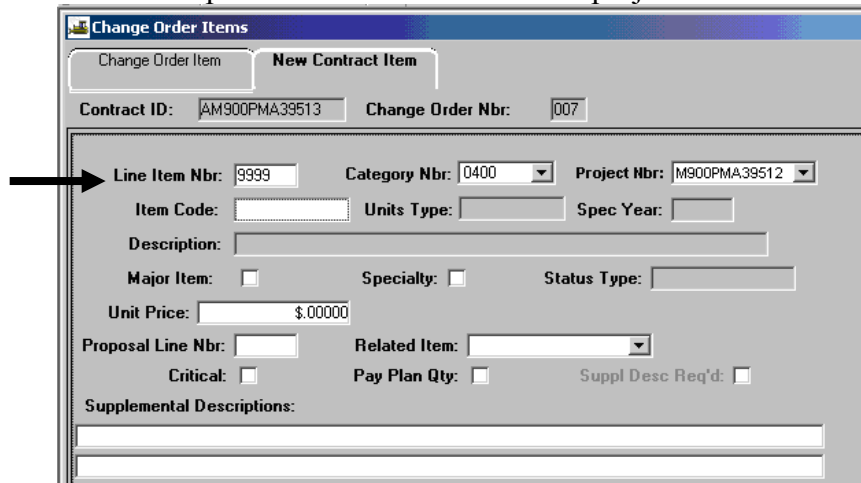 Change Order Items
Change Order Item New Contract Item
Contract ID: AM900PMA39513 Change Order Nbr: 007
Line Item Nbr: 9999 Category Nbr: 0400 Project Nbr: M900PMA39512
Item Code: Units Type: Spec Year:
Description:
Major Item: Specialty: Status Type:
Unit Price: $.00000
Proposal Line Nbr: Related Item:
Critical: Pay Plan Qty: Suppl Desc Req'd:
Supplemental Descriptions: